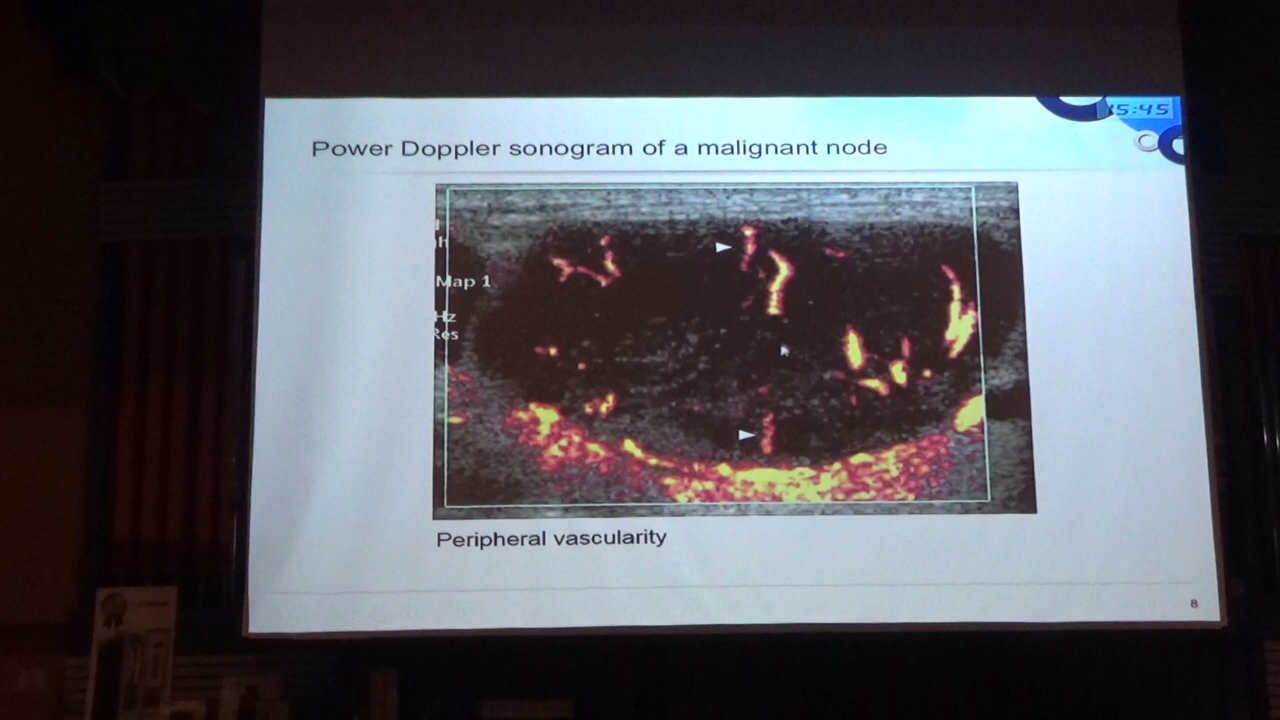 15:45
Power Doppler sonogram of a malignant node
Map 1
Hz
Res
Peripheral vascularity
8